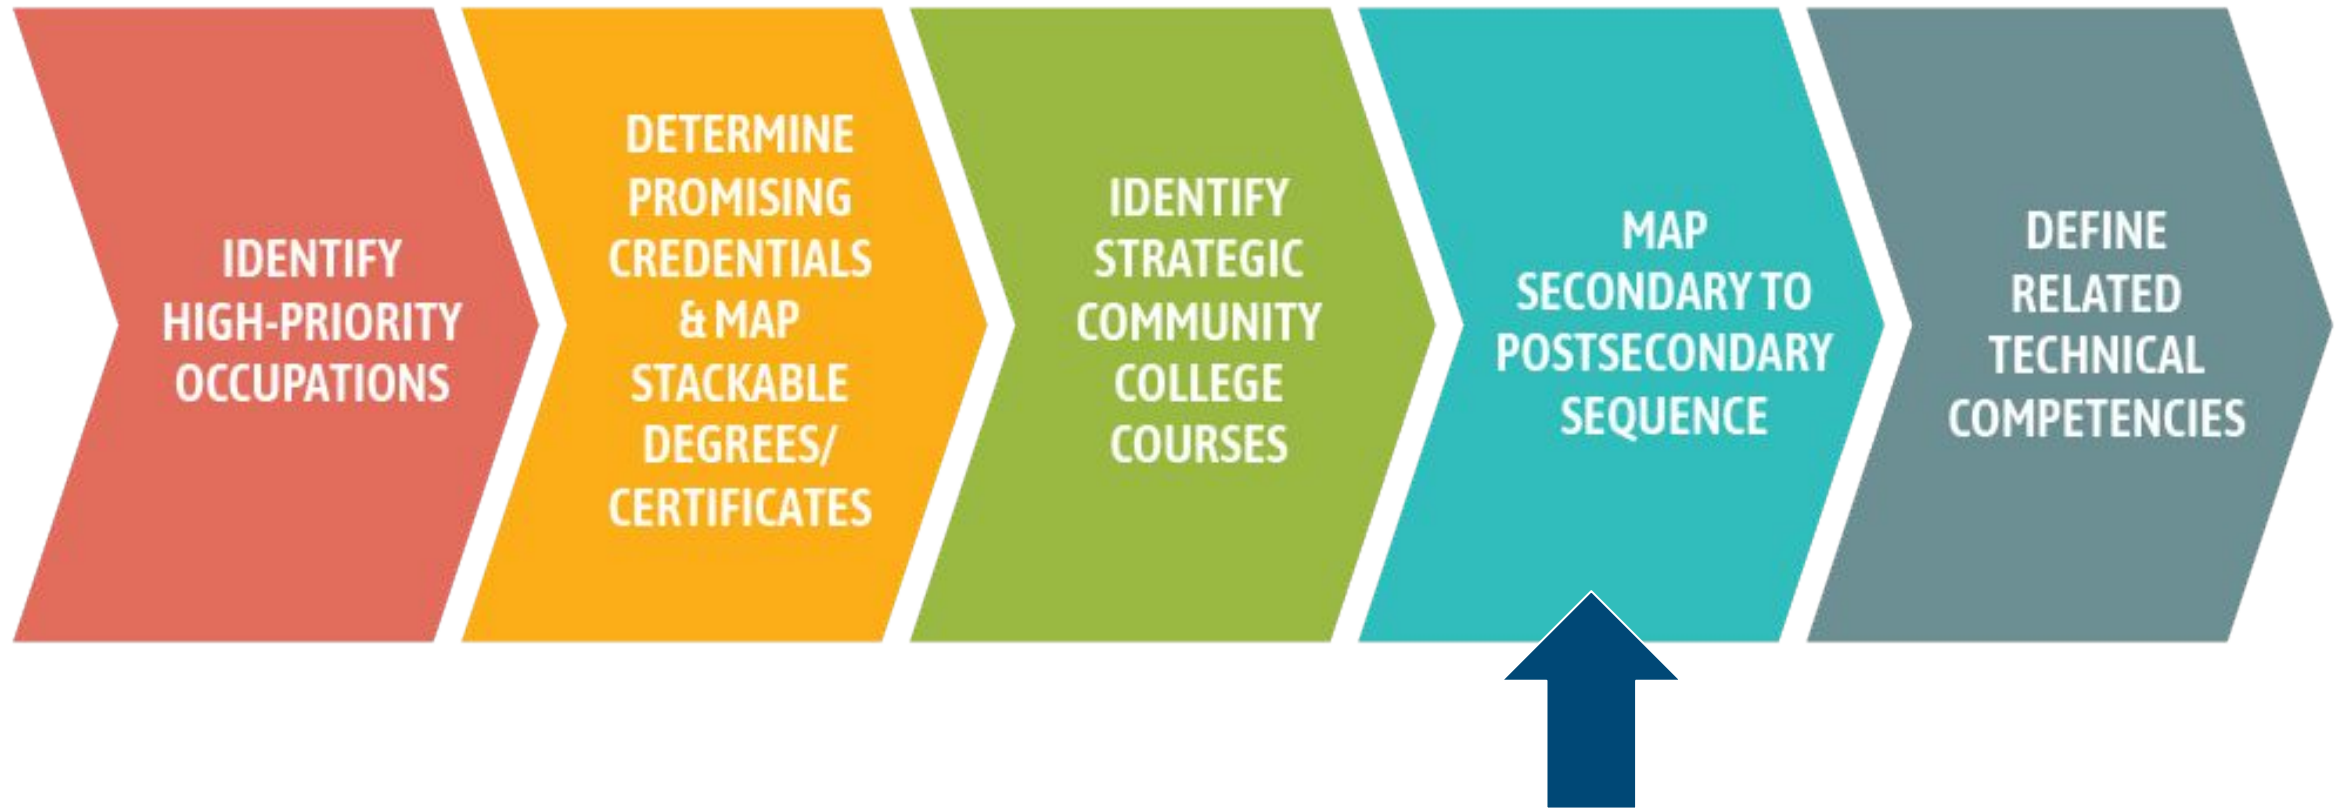 IDENTIFY
HIGH-PRIORITY
OCCUPATIONS
DETERMINE
PROMISING
CREDENTIALS
& MAP
STACKABLE
DEGREES/
CERTIFICATES
IDENTIFY
STRATEGIC
COMMUNITY
COLLEGE
COURSES
MAP
SECONDARY TO
POSTSECONDARY
SEQUENCE
DEFINE
RELATED
TECHNICAL
COMPETENCIES